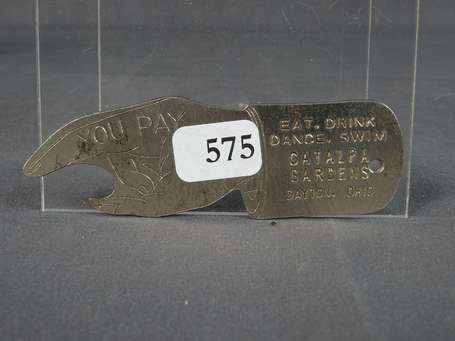 YOU PAY
575
EAT, DRINK
DANCE, SWIM
CATALPA
GARDENS
DAYTON, OHIO